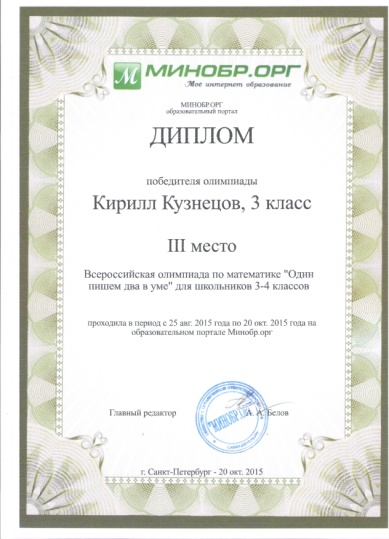 МИНОБР.ОРГ
Мое интернет образование
МИНОБР.ОРГ
образовательный портал
ДИПЛОМ
победителя олимпиады
Кирилл Кузнецов, 3 класс
III место
Всероссийская олимпиада по математике "Один
пишем два в уме" для школьников 3-4 классов
проходила в период с 25 авг. 2015 года по 20 окт. 2015 года на
образовательном портале Минобр.орг
Главный редактор А. А. Белов
г. Санкт-Петербург - 20 окт. 2015